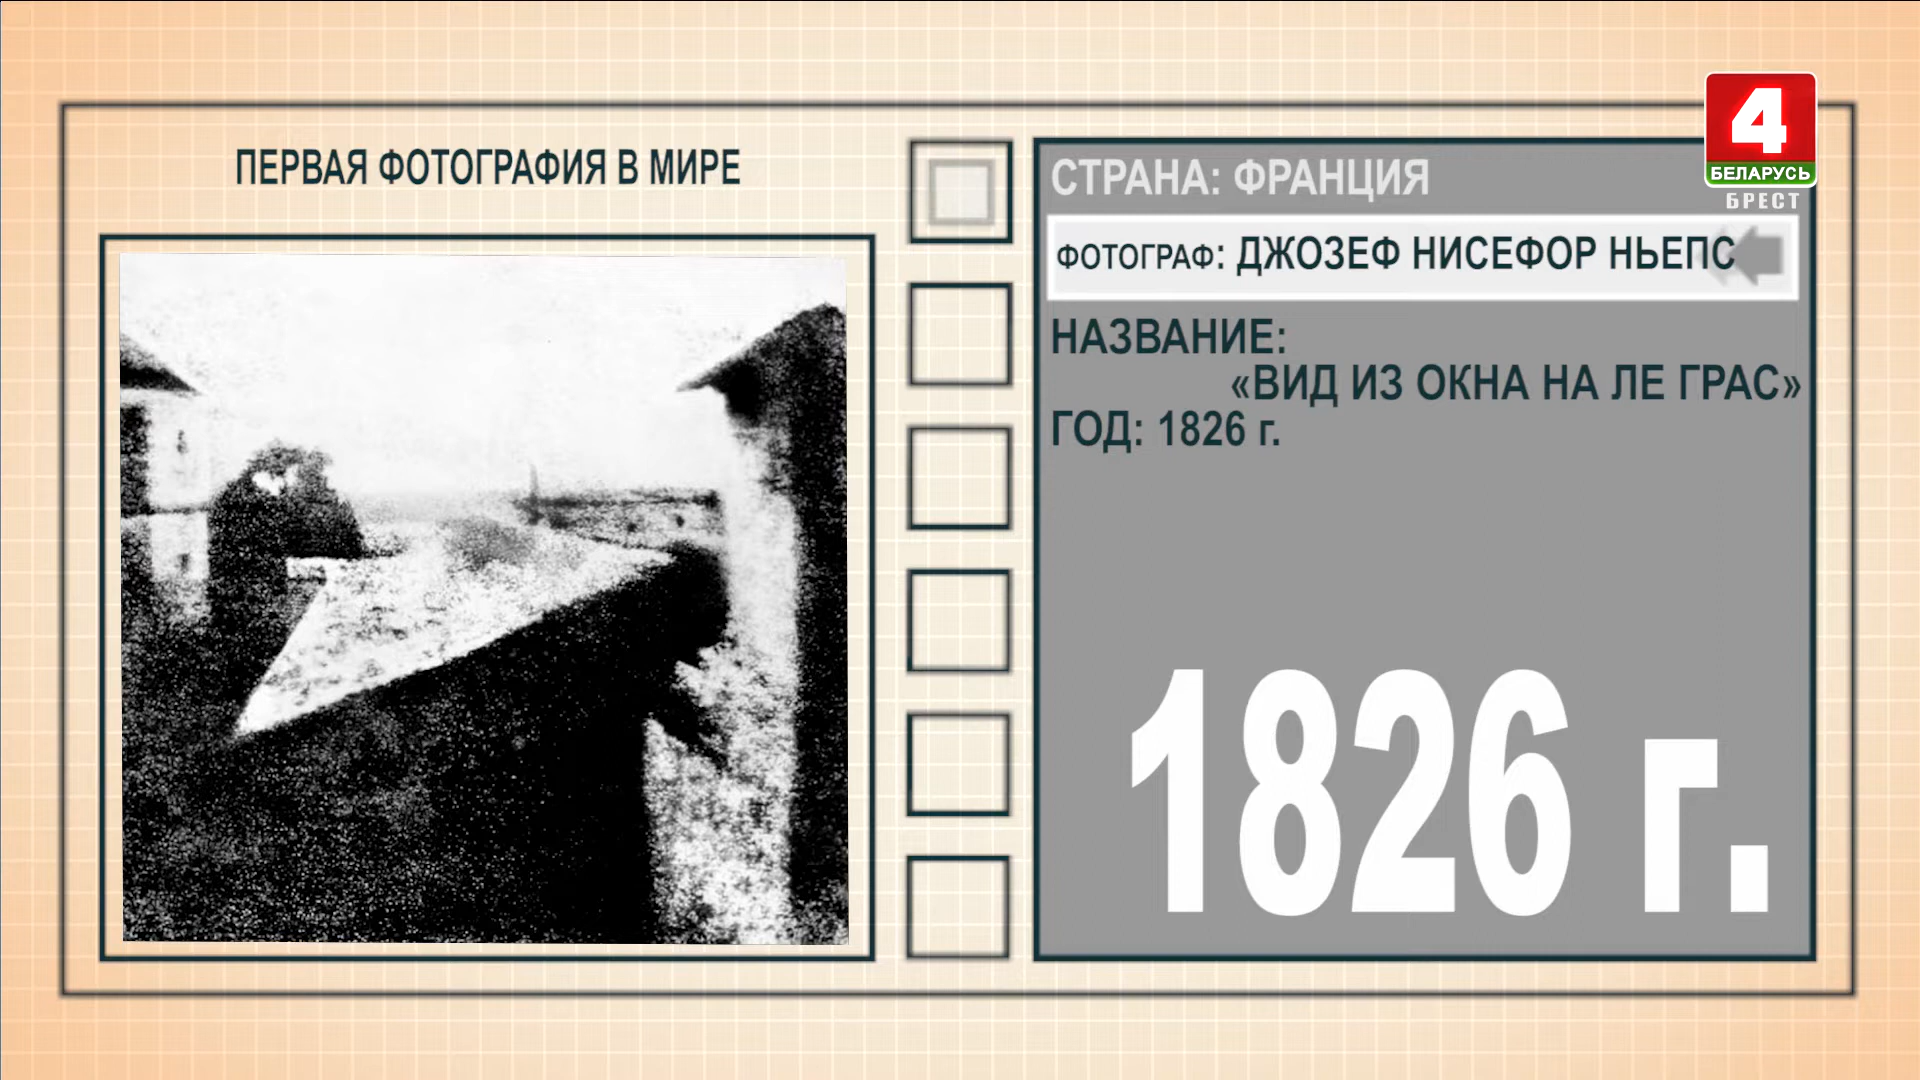 ПЕРВАЯ ФОТОГРАФИЯ В МИРЕ
СТРАНА: ФРАНЦИЯ
ФОТОГРАФ: ДЖОЗЕФ НИСЕФОР НЬЕПС
НАЗВАНИЕ:
«ВИД ИЗ ОКНА НА ЛЕ ГРАС»
ГОД: 1826 г.
1826 г.
4
БЕЛАРУСЬ
БРЕСТ